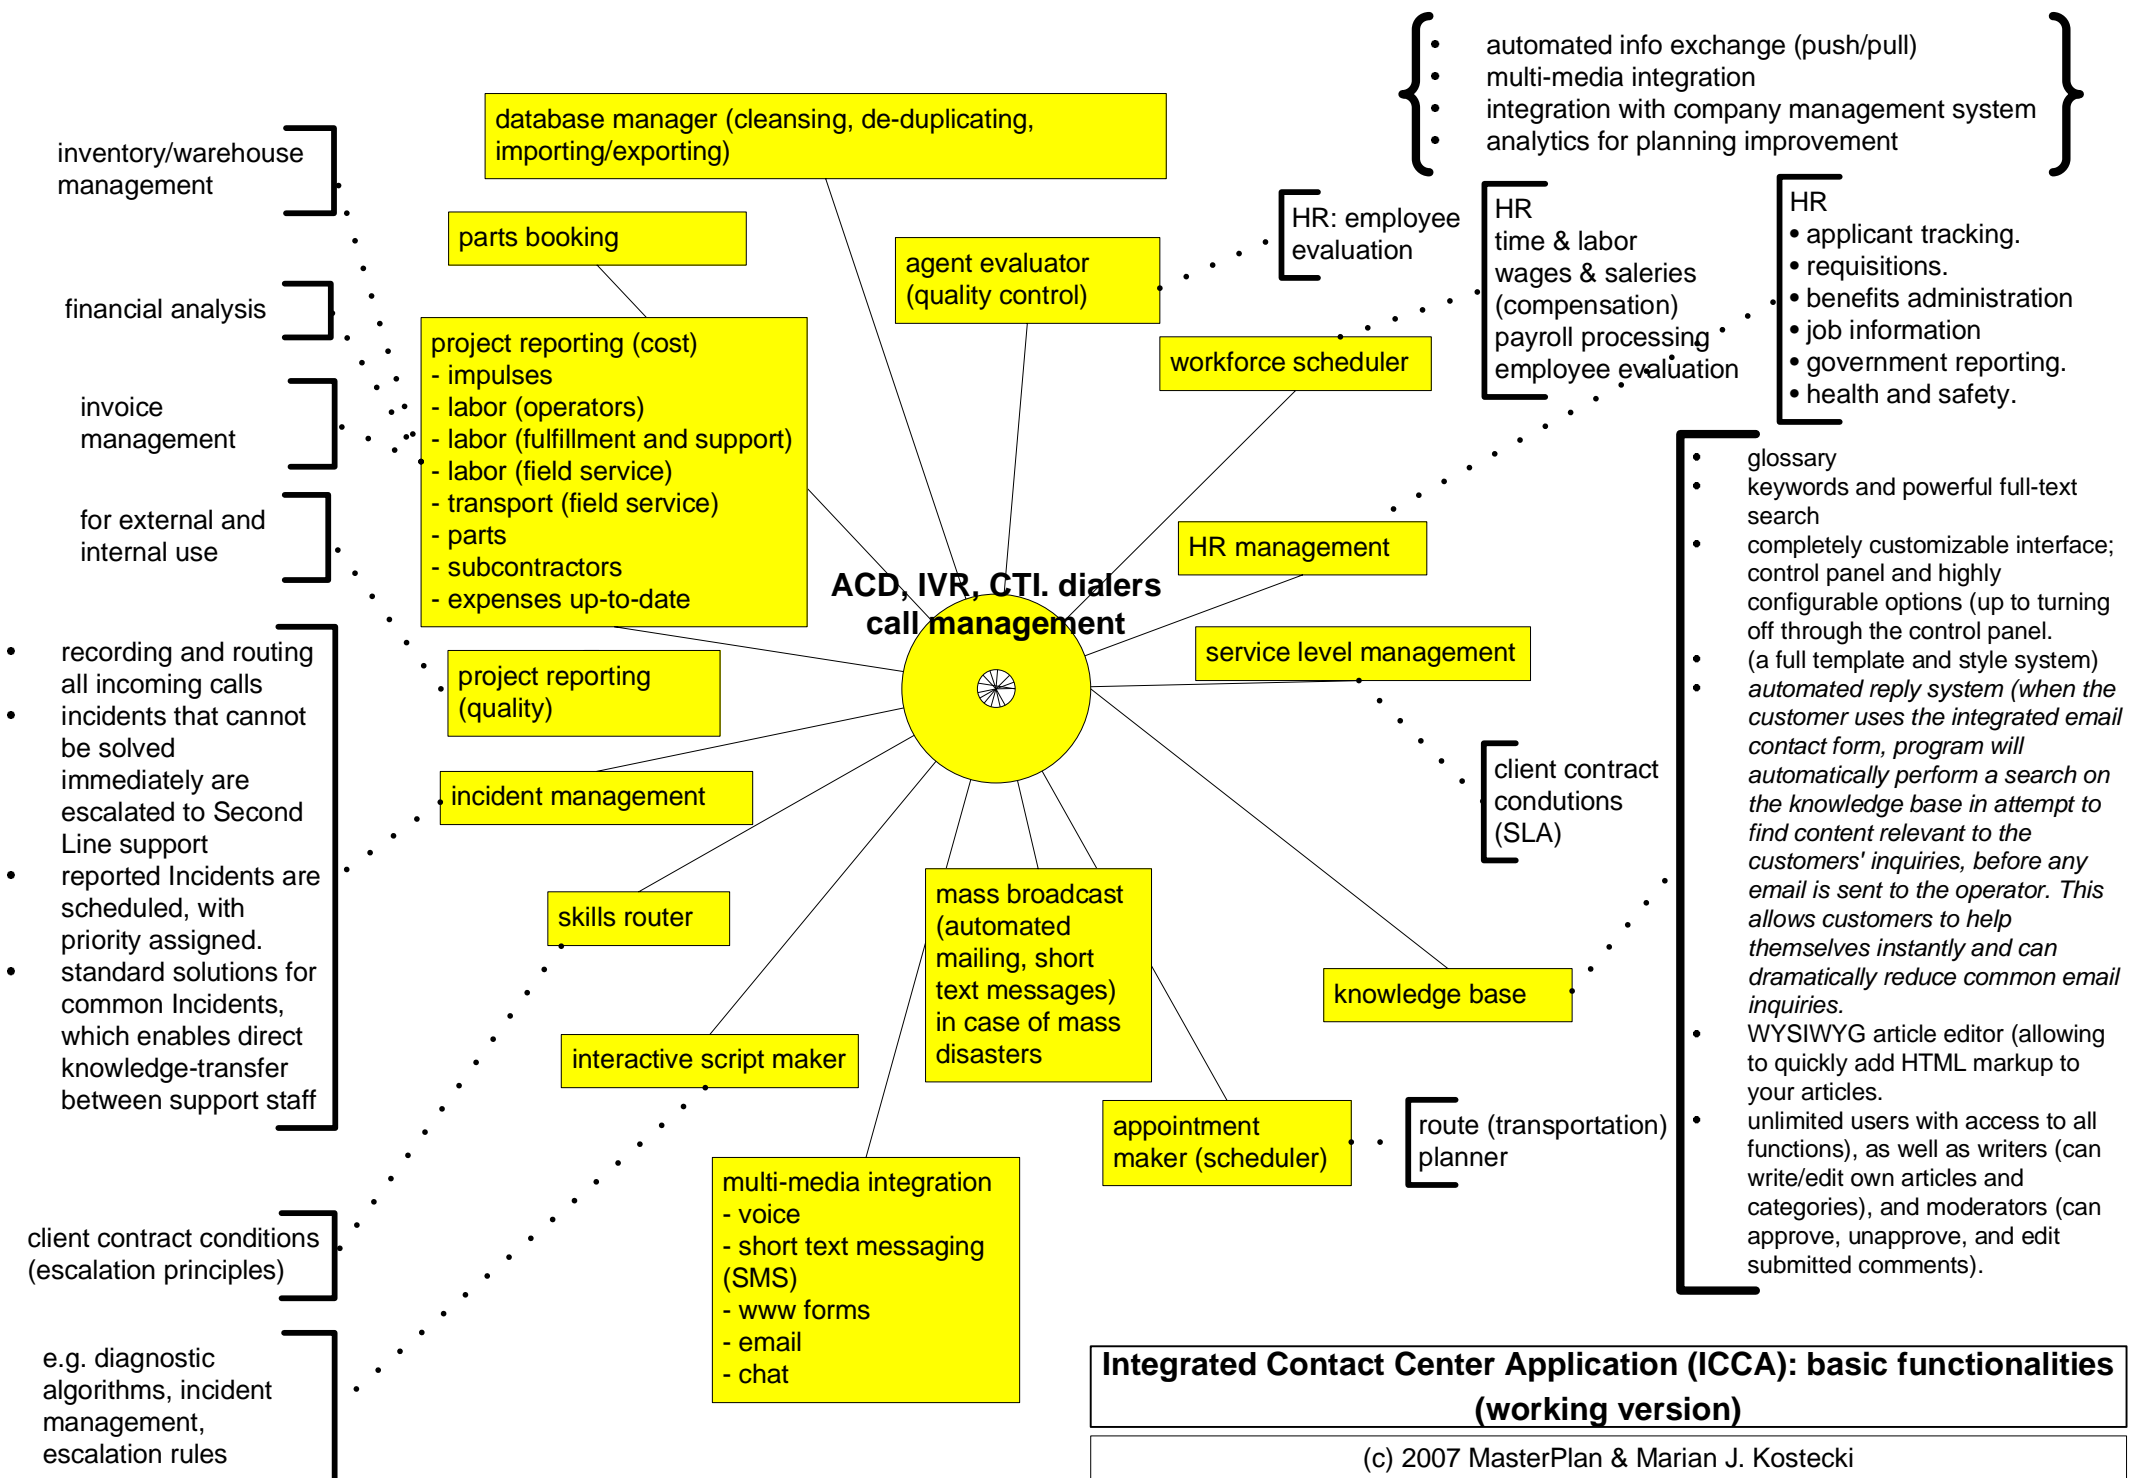 automated info exchange (push/pull)
multi-media integration
integration with company management system
analytics for planning improvement
database manager (cleansing, de-duplicating,
importing/exporting)
inventory/warehouse
management
parts booking
agent evaluator
(quality control)
HR: employee
evaluation
HR
time & labor
wages & saleries
(compensation)
payroll processing
employee evaluation
HR
• applicant tracking.
• requisitions.
• benefits administration
• job information
• government reporting.
• health and safety.
financial analysis
project reporting (cost)
- impulses
- labor (operators)
- labor (fulfillment and support)
- labor (field service)
- transport (field service)
- parts
- subcontractors
- expenses up-to-date
workforce scheduler
invoice
management
for external and
internal use
HR management
ACD, IVR, CTI. dialers
call management
service level management
project reporting
(quality)
• recording and routing
all incoming calls
• incidents that cannot
be solved
immediately are
escalated to Second
Line support
• reported Incidents are
scheduled, with
priority assigned.
• standard solutions for
common Incidents,
which enables direct
knowledge-transfer
between support staff
incident management
client contract
condutions
(SLA)
• glossary
• keywords and powerful full-text
search
• completely customizable interface;
control panel and highly
configurable options (up to turning
off through the control panel.
• (a full template and style system)
• automated reply system (when the
customer uses the integrated email
contact form, program will
automatically perform a search on
the knowledge base in attempt to
find content relevant to the
customers' inquiries, before any
email is sent to the operator. This
allows customers to help
themselves instantly and can
dramatically reduce common email
inquiries.
• WYSIWYG article editor (allowing
to quickly add HTML markup to
your articles.
• unlimited users with access to all
functions), as well as writers (can
write/edit own articles and
categories), and moderators (can
approve, unapprove, and edit
submitted comments).
skills router
mass broadcast
(automated
mailing, short
text messages)
in case of mass
disasters
knowledge base
interactive script maker
appointment
maker (scheduler)
route (transportation)
planner
multi-media integration
- voice
- short text messaging
(SMS)
- www forms
- email
- chat
client contract conditions
(escalation principles)
e.g. diagnostic
algorithms, incident
management,
escalation rules
Integrated Contact Center Application (ICCA): basic functionalities
(working version)
(c) 2007 MasterPlan & Marian J. Kostecki